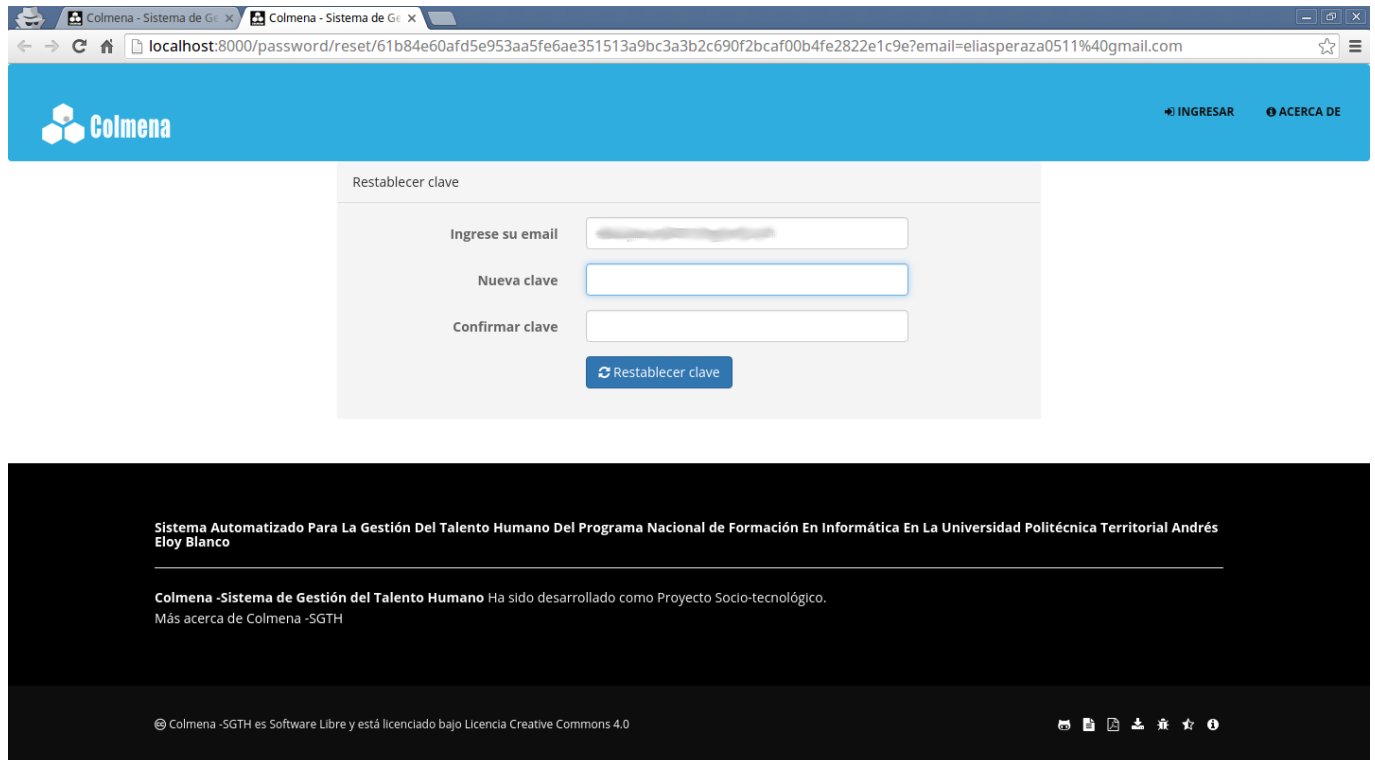 Colmena - Sistema de Ge
Colmena - Sistema de Ge
localhost:8000/password/reset/61b84e60afd5e953aa5fe6ae351513a9bc3a3b2c690f2bcaf00b4fe2822e1c9e?email=eliasperaza0511%40gmail.com
Colmena
INGRESAR
ACERCA DE
Restablecer clave
Ingrese su email
Nueva clave
Confirmar clave
Restablecer clave
Sistema Automatizado Para La Gestión Del Talento Humano Del Programa Nacional de Formación En Informática En La Universidad Politécnica Territorial Andrés
Eloy Blanco
Colmena -Sistema de Gestión del Talento Humano Ha sido desarrollado como Proyecto Socio-tecnológico.
Más acerca de Colmena -SGTH
Colmena -SGTH es Software Libre y está licenciado bajo Licencia Creative Commons 4.0